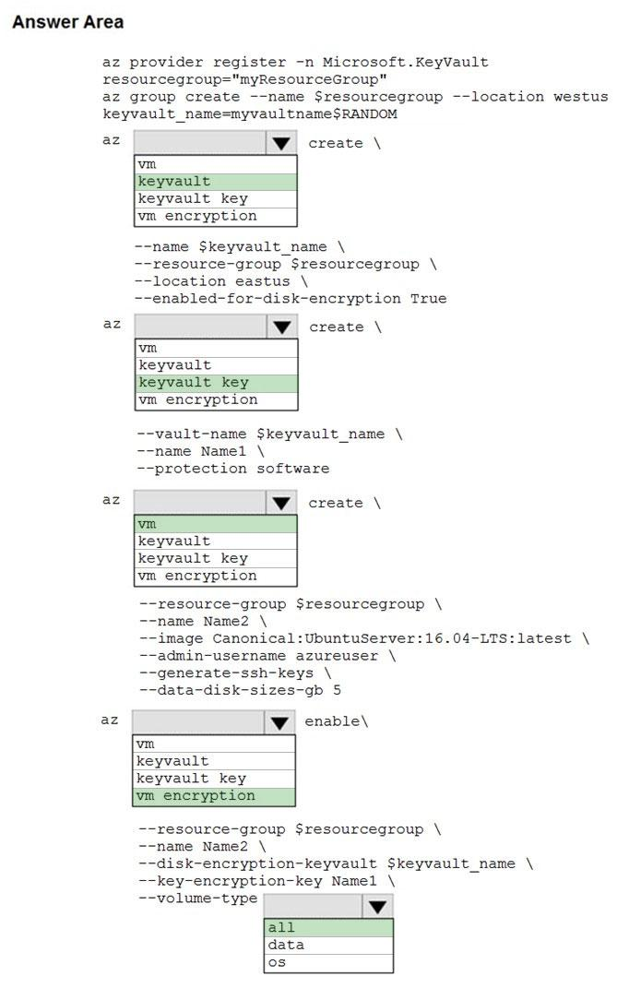 Answer Area
az provider register -n Microsoft.KeyVault
resourcegroup="myResourceGroup"
az group create --name $resourcegroup --location westus
keyvault_name=myvaultname$RANDOM
az create \
vm
keyvault
keyvault key
vm encryption
--name $keyvault_name \
--resource-group $resourcegroup \
--location eastus \
--enabled-for-disk-encryption True
az create \
vm
keyvault
keyvault key
vm encryption
--vault-name $keyvault_name \
--name Name1 \
--protection software
az create \
vm
keyvault
keyvault key
vm encryption
--resource-group $resourcegroup \
--name Name2 \
--image Canonical:UbuntuServer:16.04-LTS:latest \
--admin-username azureuser \
--generate-ssh-keys \
--data-disk-sizes-gb 5
az enable\
vm
keyvault
keyvault key
vm encryption
--resource-group $resourcegroup \
--name Name2 \
--disk-encryption-keyvault $keyvault_name \
--key-encryption-key Name1 \
--volume-type
all
data
os